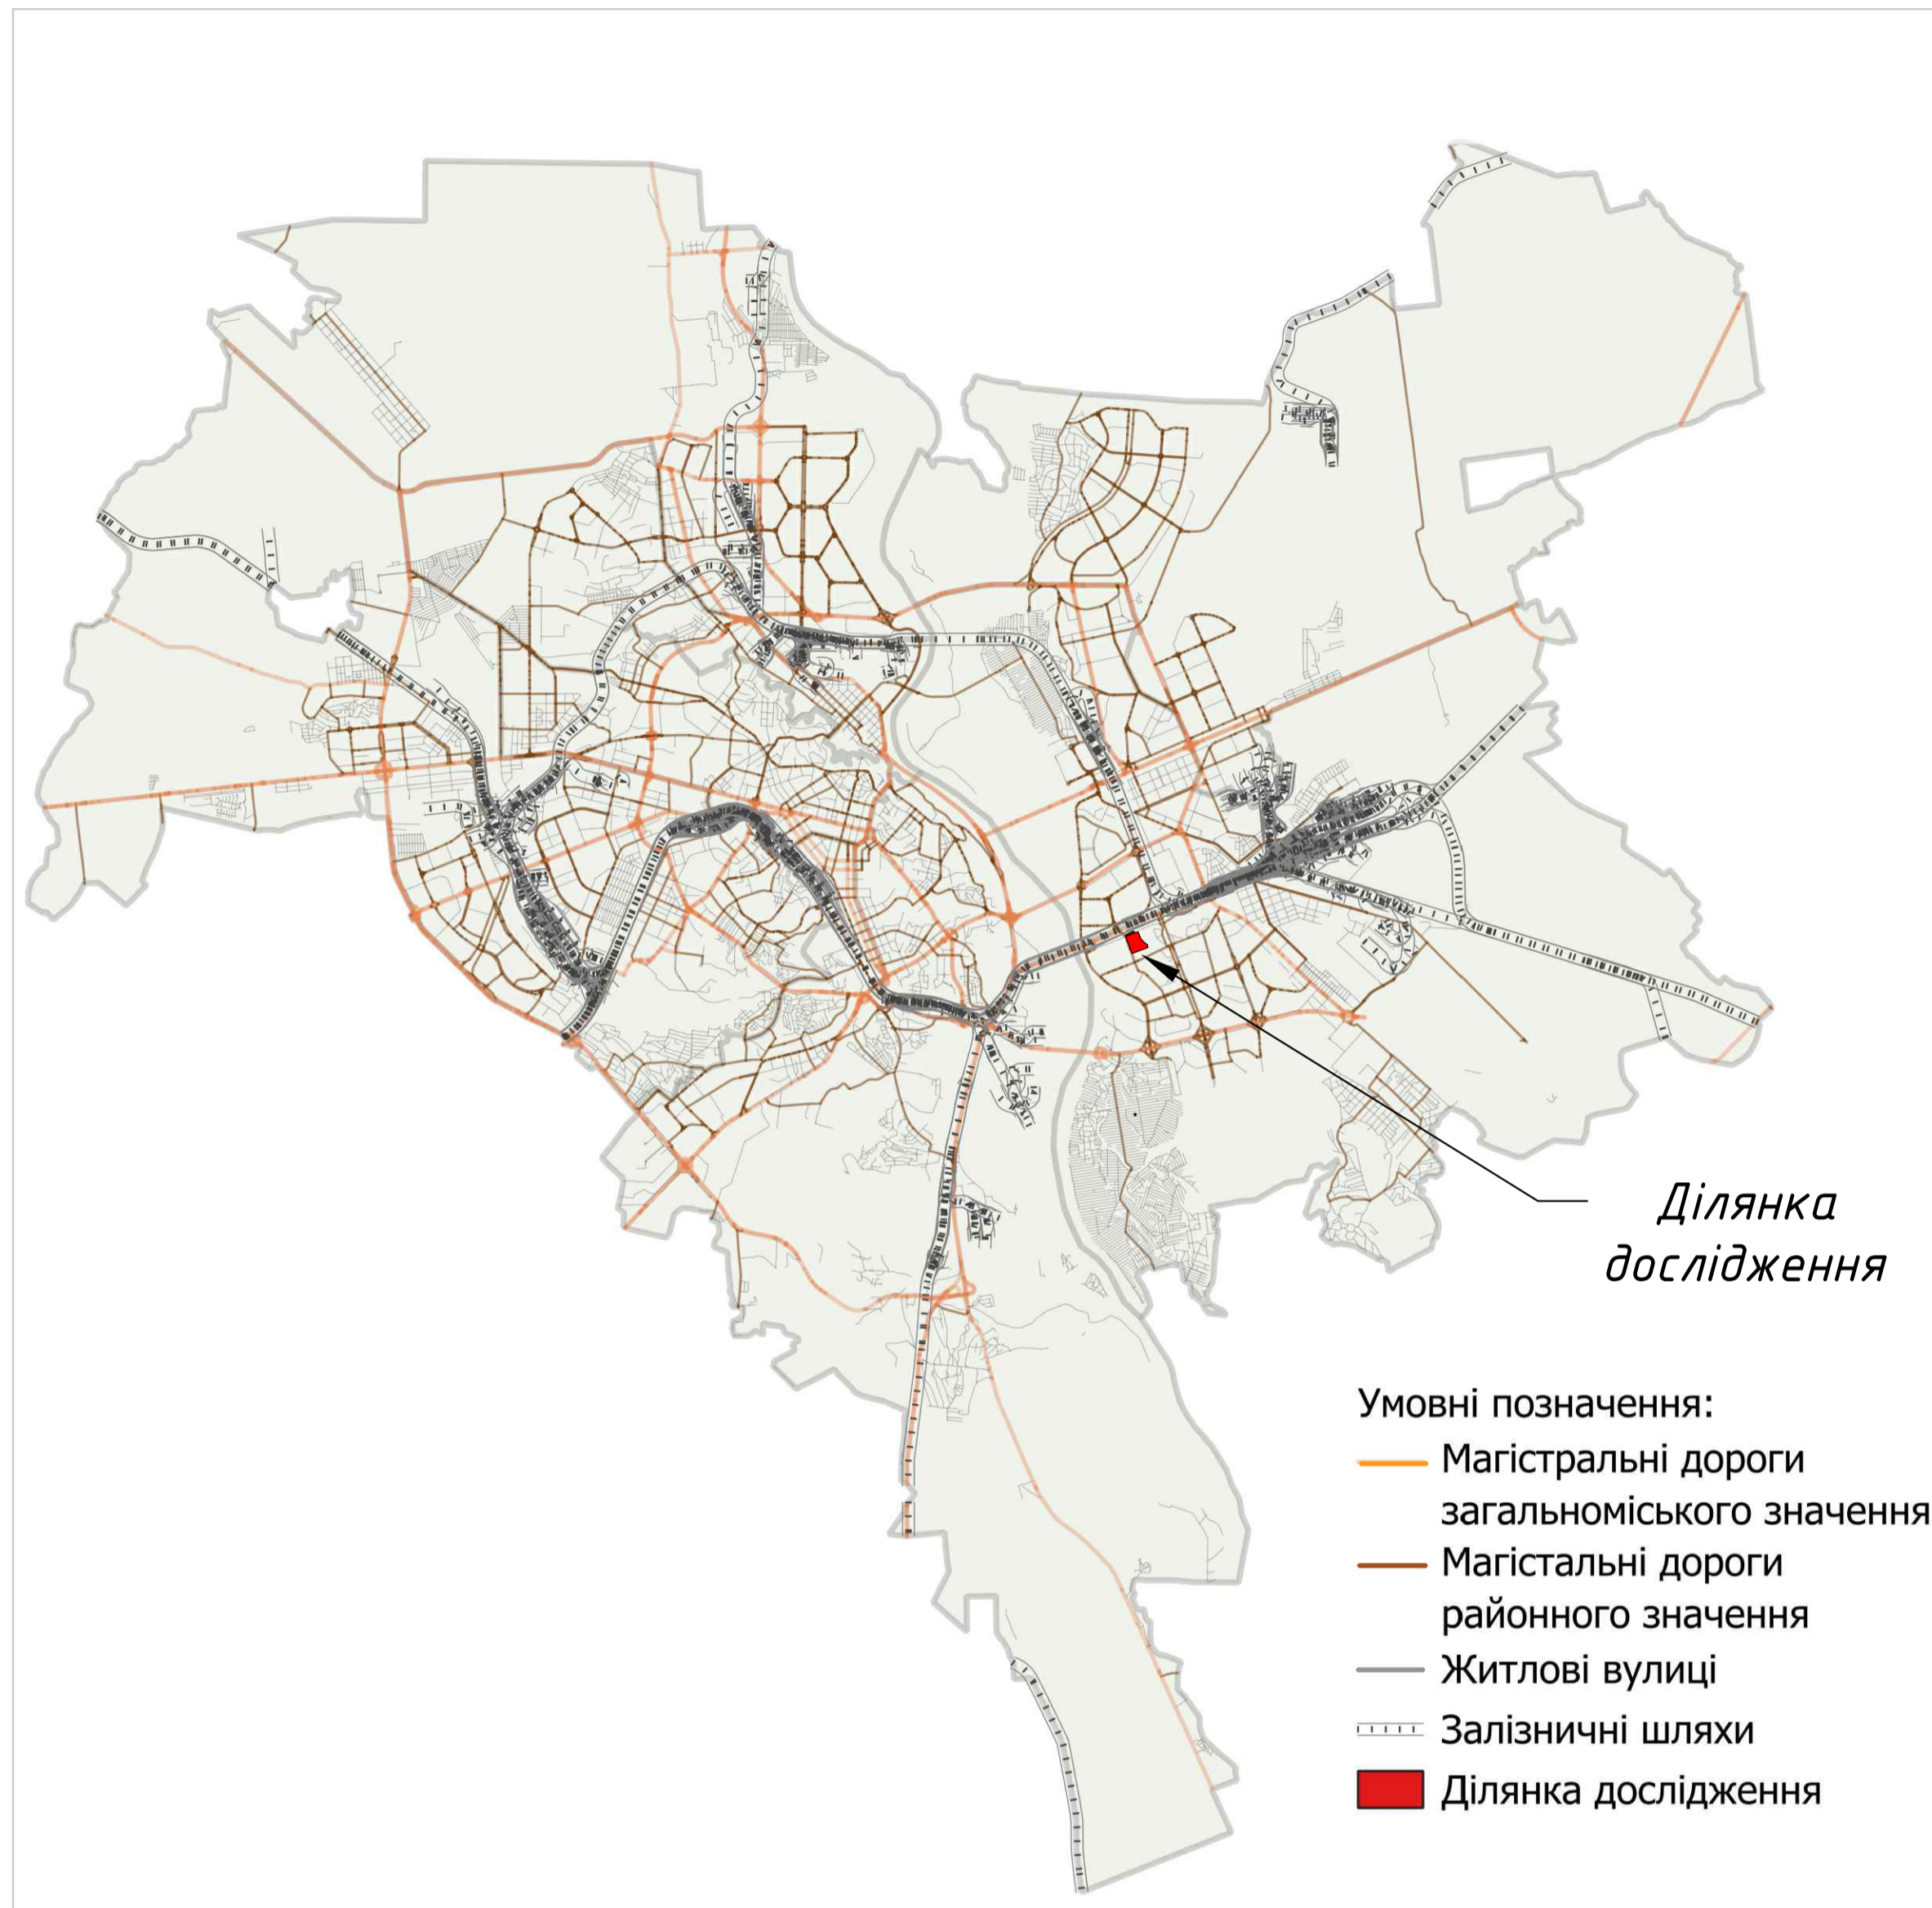 Ділянка
дослідження
Умовні позначення:
Магістральні дороги
загальноміського значення
Магістальні дороги
районного значення
Житлові вулиці
Залізничні шляхи
Ділянка дослідження